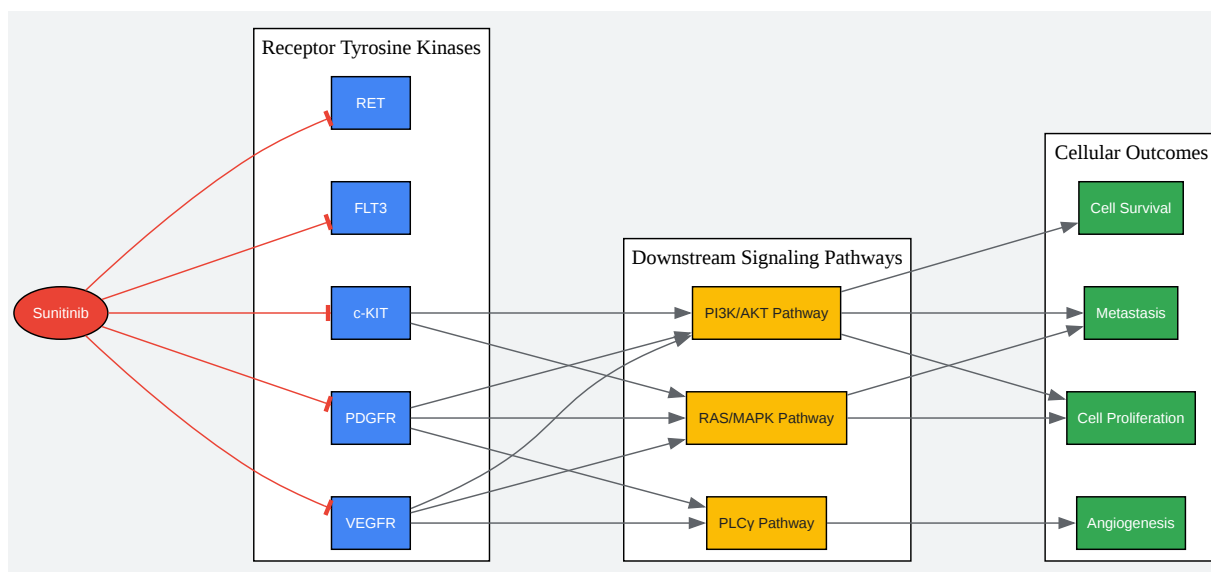 Sunitinib
Receptor Tyrosine Kinases
RET
FLT3
c-KIT
PDGFR
VEGFR
Downstream Signaling Pathways
PI3K/AKT Pathway
RAS/MAPK Pathway
PLCγ Pathway
Cellular Outcomes
Cell Survival
Metastasis
Cell Proliferation
Angiogenesis